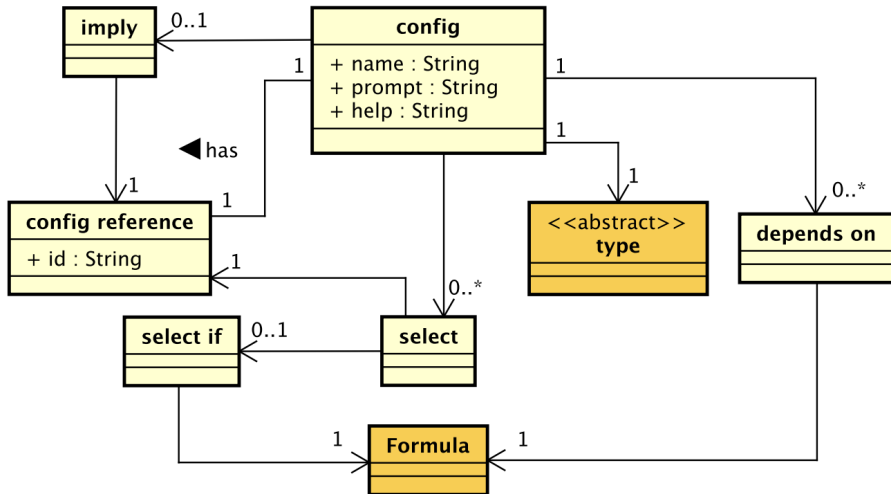 imply
0..1
config
+ name : String
+ prompt : String
+ help : String
1
1
1
has
1
1
1
0..*
config reference
+ id : String
<<abstract>>
type
depends on
1
0..*
select if
0..1
select
1
Formula
1